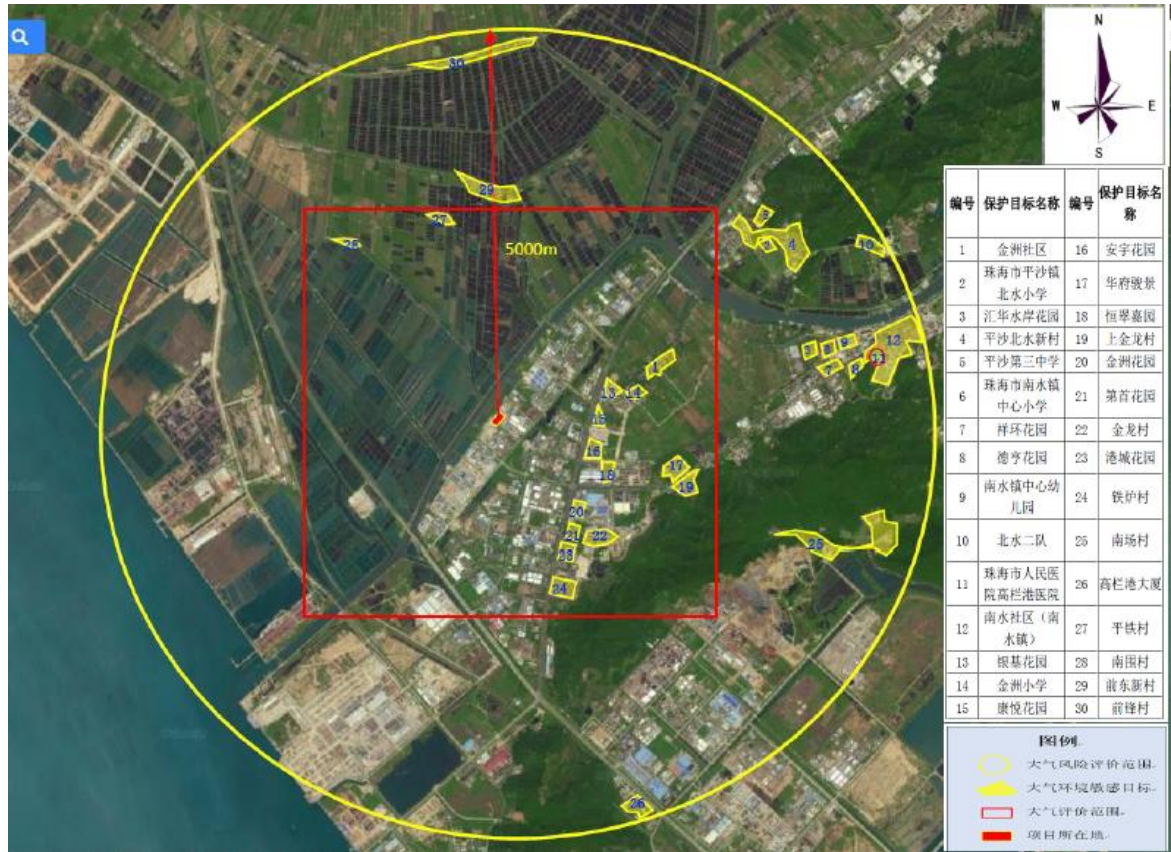 N
W E
S
5000m
30
29
27
28
3
2
4
10
12
11
5
6
9
7
8
1
13
14
15
16
18
17
19
20
21
22
23
24
25
26
编号 保护目标名称 编号 保护目标名
称
1 金洲社区 16 安宇花园
2 珠海市平沙镇
北水小学 17 华府骏景
3 汇华水岸花园 18 恒翠嘉园
4 平沙北水新村 19 上金龙村
5 平沙第三中学 20 金洲花园
6 珠海市南水镇
中心小学 21 第首花园
7 祥环花园 22 金龙村
8 德亨花园 23 港城花园
9 南水镇中心幼
儿园 24 铁炉村
10 北水二队 25 南场村
11 珠海市人民医
院高栏港医院 26 高栏港大厦
12 南水社区（南
水镇） 27 平铁村
13 银基花园 28 南围村
14 金洲小学 29 前东新村
15 康悦花园 30 前锋村
图例
大气风险评价范围
大气环境敏感目标
大气评价范围
项目所在地